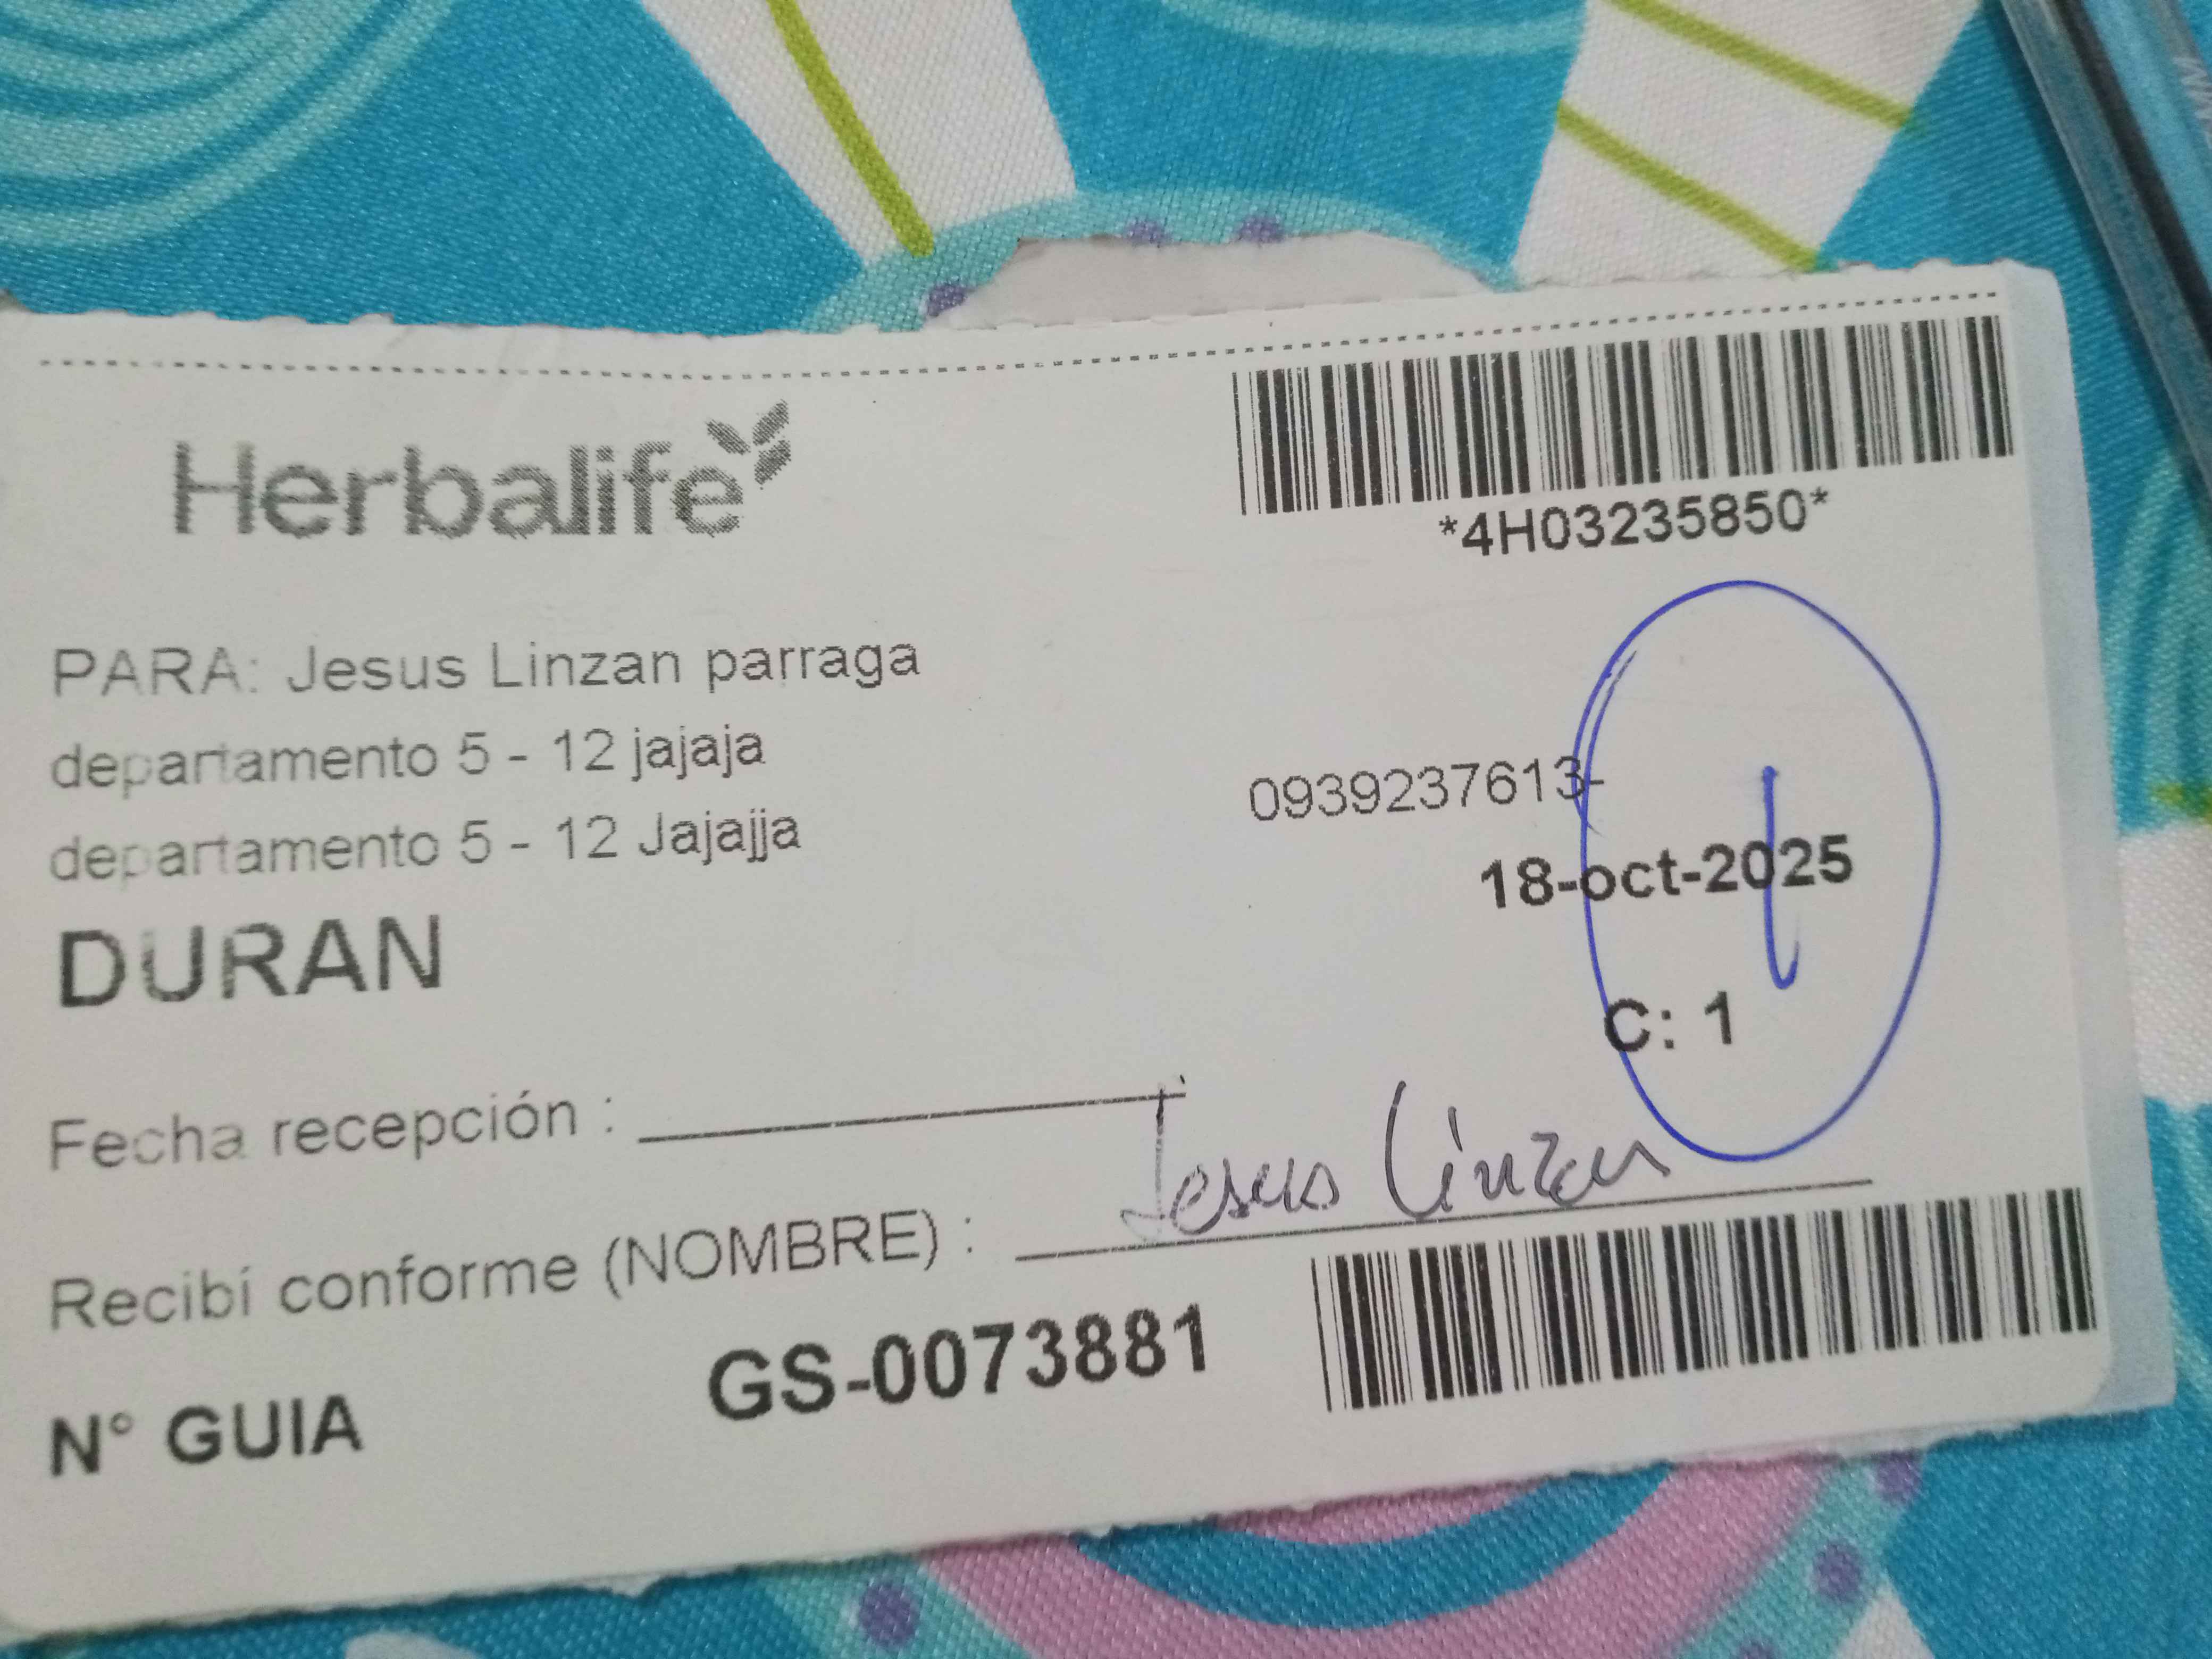 Herbalife
*4H03235850*
PARA: Jesus Linzan parraga
departamento 5 - 12 jajaja
0939237613-
departamento 5 - 12 Jajajja
18-oct-2025
DURAN
C: 1
Fecha recepción :
Recibí conforme (NOMBRE) : Jesus Linzan
N° GUIA GS-0073881